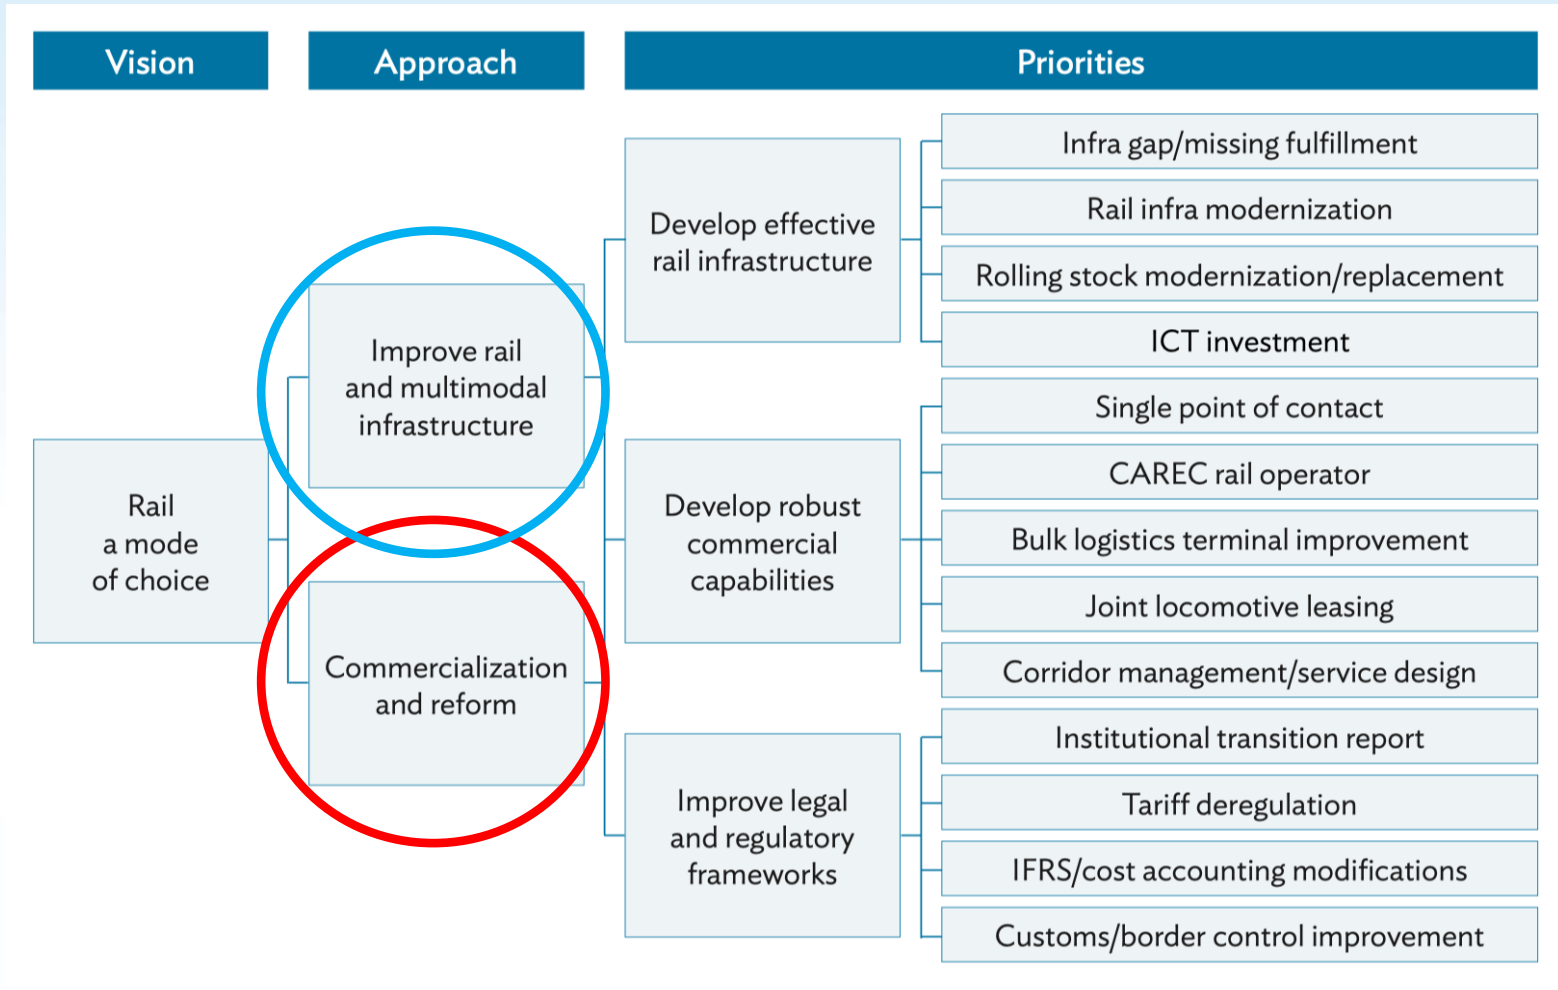 Vision
Approach
Priorities
Rail
a mode
of choice
Improve rail
and multimodal
infrastructure
Commercialization
and reform
Develop effective
rail infrastructure
Infra gap/missing fulfillment
Rail infra modernization
Rolling stock modernization/replacement
ICT investment
Develop robust
commercial
capabilities
Single point of contact
CAREC rail operator
Bulk logistics terminal improvement
Joint locomotive leasing
Corridor management/service design
Improve legal
and regulatory
frameworks
Institutional transition report
Tariff deregulation
IFRS/cost accounting modifications
Customs/border control improvement